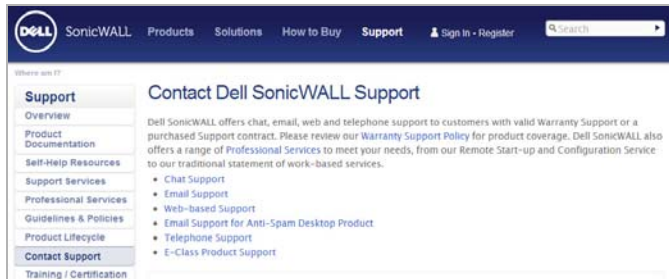 DELL SonicWALL Products Solutions How to Buy Support Sign In • Register Search
Where am I?
Support
Overview
Product
Documentation
Self-Help Resources
Support Services
Professional Services
Guidelines & Policies
Product Lifecycle
Contact Support
Training / Certification
Contact Dell SonicWALL Support
Dell SonicWALL offers chat, email, web and telephone support to customers with valid Warranty Support or a
purchased Support contract. Please review our Warranty Support Policy for product coverage. Dell SonicWALL also
offers a range of Professional Services to meet your needs, from our Remote Start-up and Configuration Service
to our traditional statement of work-based services.
• Chat Support
• Email Support
• Web-based Support
• Email Support for Anti-Spam Desktop Product
• Telephone Support
• E-Class Product Support